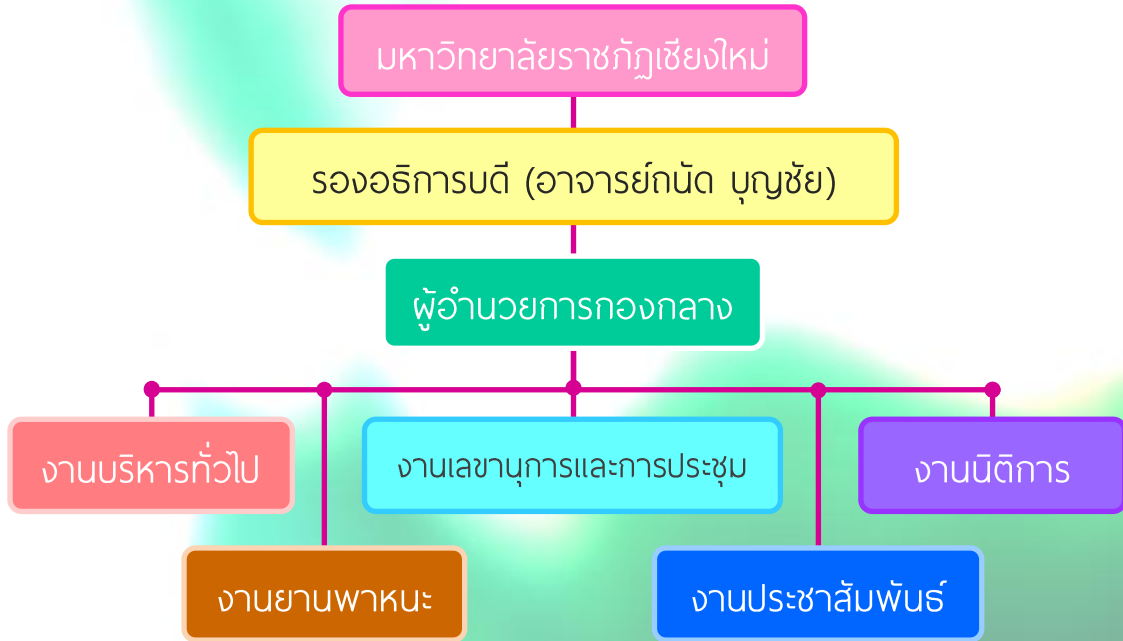 มหาวิทยาลัยราชภัฏเชียงใหม่
รองอธิการบดี (อาจารย์ถนัด บุญชัย)
ผู้อำนวยการกองกลาง
งานบริหารทั่วไป
งานเลขานุการและการประชุม
งานนิติการ
งานยานพาหนะ
งานประชาสัมพันธ์